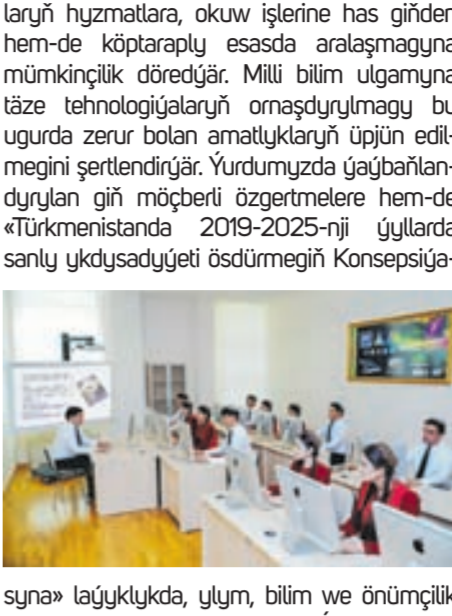 laryň hyzmatlara, okuw işlerine has giňden
hem-de köptaraply esasda aralaşmagyna
mümkinçilik döredýär. Milli bilim ulgamyna
täze tehnologiýalaryň ornaşdyrylmagy bu
ugurda zerur bolan amatlyklaryň üpjün edil-
megini şertlendirýär. Ýurdumyzda ýaýbaňlan-
dyrylan giň möçberli özgertmelere hem-de
«Türkmenistanda 2019-2025-nji ýyllarda
sanly ykdysadyýeti ösdürmegiň Konsepsiýa-
syna» laýyklykda, ylym, bilim we önümçilik